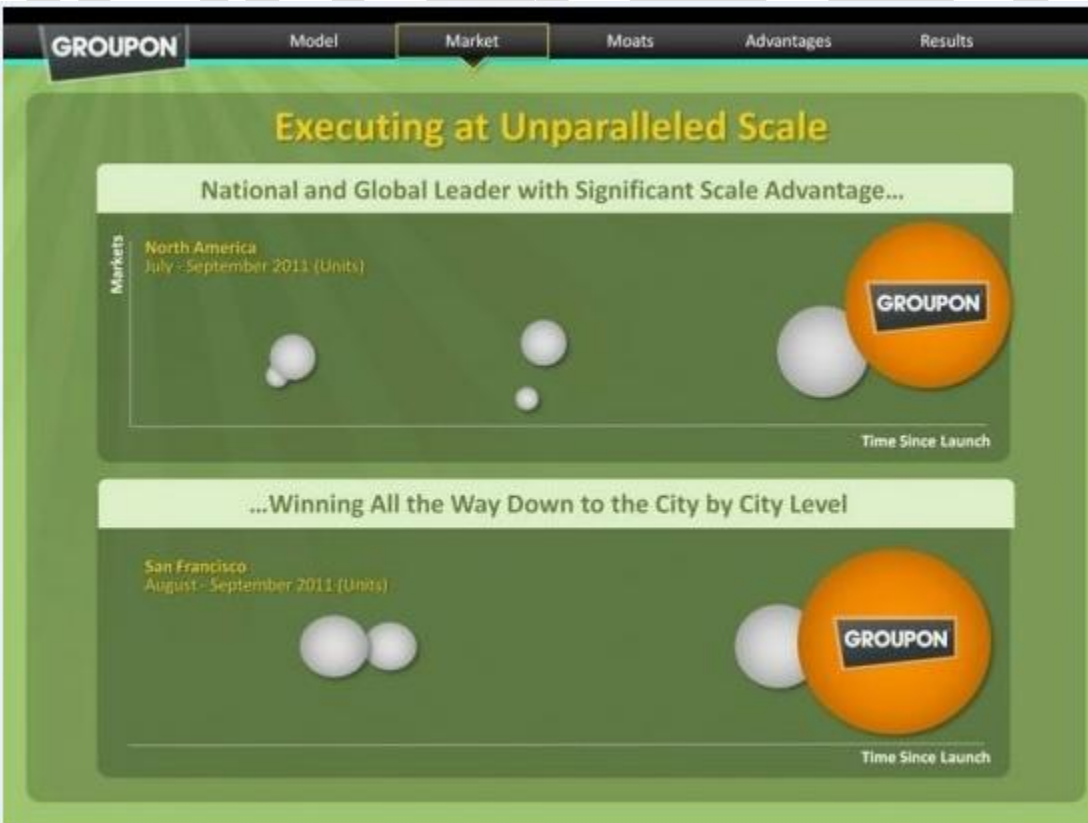 GROUPON
Model
Market
Moats
Advantages
Results
Executing at Unparalleled Scale
National and Global Leader with Significant Scale Advantage...
Markets
North America
July - September 2011 (Units)
GROUPON
Time Since Launch
...Winning All the Way Down to the City by City Level
San Francisco
August - September 2011 (Units)
GROUPON
Time Since Launch